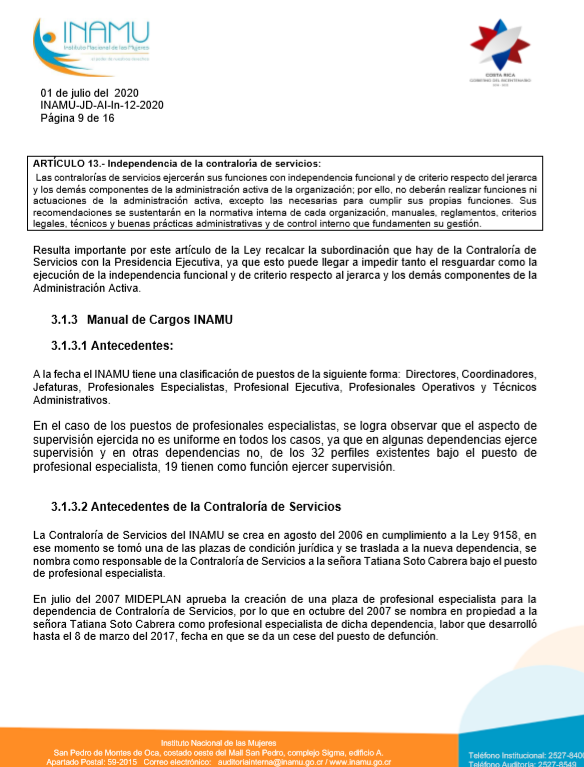 INAMU
Instituto Nacional de las Mujeres
COSTA RICA
GOBIERNO DEL BICENTENARIO
01 de julio del  2020
INAMU-JD-AI-In-12-2020
Página 9 de 16
ARTÍCULO 13.- Independencia de la contraloría de servicios:
Las contralorías de servicios ejercerán sus funciones con independencia funcional y de criterio respecto del jerarca
y los demás componentes de la administración activa de la organización; por ello, no deberán realizar funciones ni
actuaciones de la administración activa, excepto las necesarias para cumplir sus propias funciones. Sus
recomendaciones se sustentarán en la normativa interna de cada organización, manuales, reglamentos, criterios
legales, técnicos y buenas prácticas administrativas y de control interno que fundamenten su gestión.
Resulta importante por este artículo de la Ley recalcar la subordinación que hay de la Contraloría de
Servicios con la Presidencia Ejecutiva, ya que esto puede llegar a impedir tanto el resguardar como la
ejecución de la independencia funcional y de criterio respecto al jerarca y los demás componentes de la
Administración Activa.
3.1.3  Manual de Cargos INAMU
3.1.3.1 Antecedentes:
A la fecha el INAMU tiene una clasificación de puestos de la siguiente forma:  Directores, Coordinadores,
Jefaturas, Profesionales Especialistas, Profesional Ejecutiva, Profesionales Operativos y Técnicos
Administrativos.
En el caso de los puestos de profesionales especialistas, se logra observar que el aspecto de
supervisión ejercida no es uniforme en todos los casos, ya que en algunas dependencias ejerce
supervisión y en otras dependencias no, de los 32 perfiles existentes bajo el puesto de
profesional especialista, 19 tienen como función ejercer supervisión.
3.1.3.2 Antecedentes de la Contraloría de Servicios
La Contraloría de Servicios del INAMU se crea en agosto del 2006 en cumplimiento a la Ley 9158, en
ese momento se tomó una de las plazas de condición jurídica y se traslada a la nueva dependencia, se
nombra como responsable de la Contraloría de Servicios a la señora Tatiana Soto Cabrera bajo el puesto
de profesional especialista.
En julio del 2007 MIDEPLAN aprueba la creación de una plaza de profesional especialista para la
dependencia de Contraloría de Servicios, por lo que en octubre del 2007 se nombra en propiedad a la
señora Tatiana Soto Cabrera como profesional especialista de dicha dependencia, labor que desarrolló
hasta el 8 de marzo del 2017, fecha en que se da un cese del puesto de defunción.
Instituto Nacional de las Mujeres
San Pedro de Montes de Oca, costado oeste del Mall San Pedro, complejo Sigma, edificio A.
Apartado Postal: 59-2015  Correo electrónico:  auditoriainterna@inamu.go.cr / www.inamu.go.cr
Teléfono Institucional: 2527-8400
Teléfono Auditoría: 2527-8549